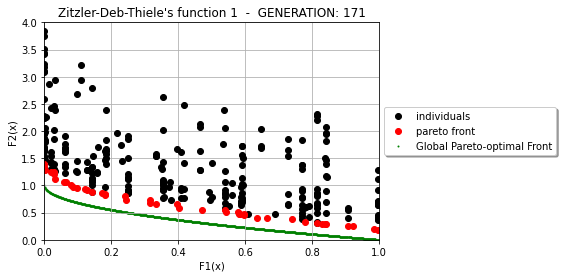 Zitzler-Deb-Thiele's function 1 - GENERATION: 171
F2(x)
4.0
3.5
3.0
2.5
2.0
1.5
1.0
0.5
0.0
0.0 0.2 0.4 0.6 0.8 1.0
F1(x)
individuals
pareto front
Global Pareto-optimal Front